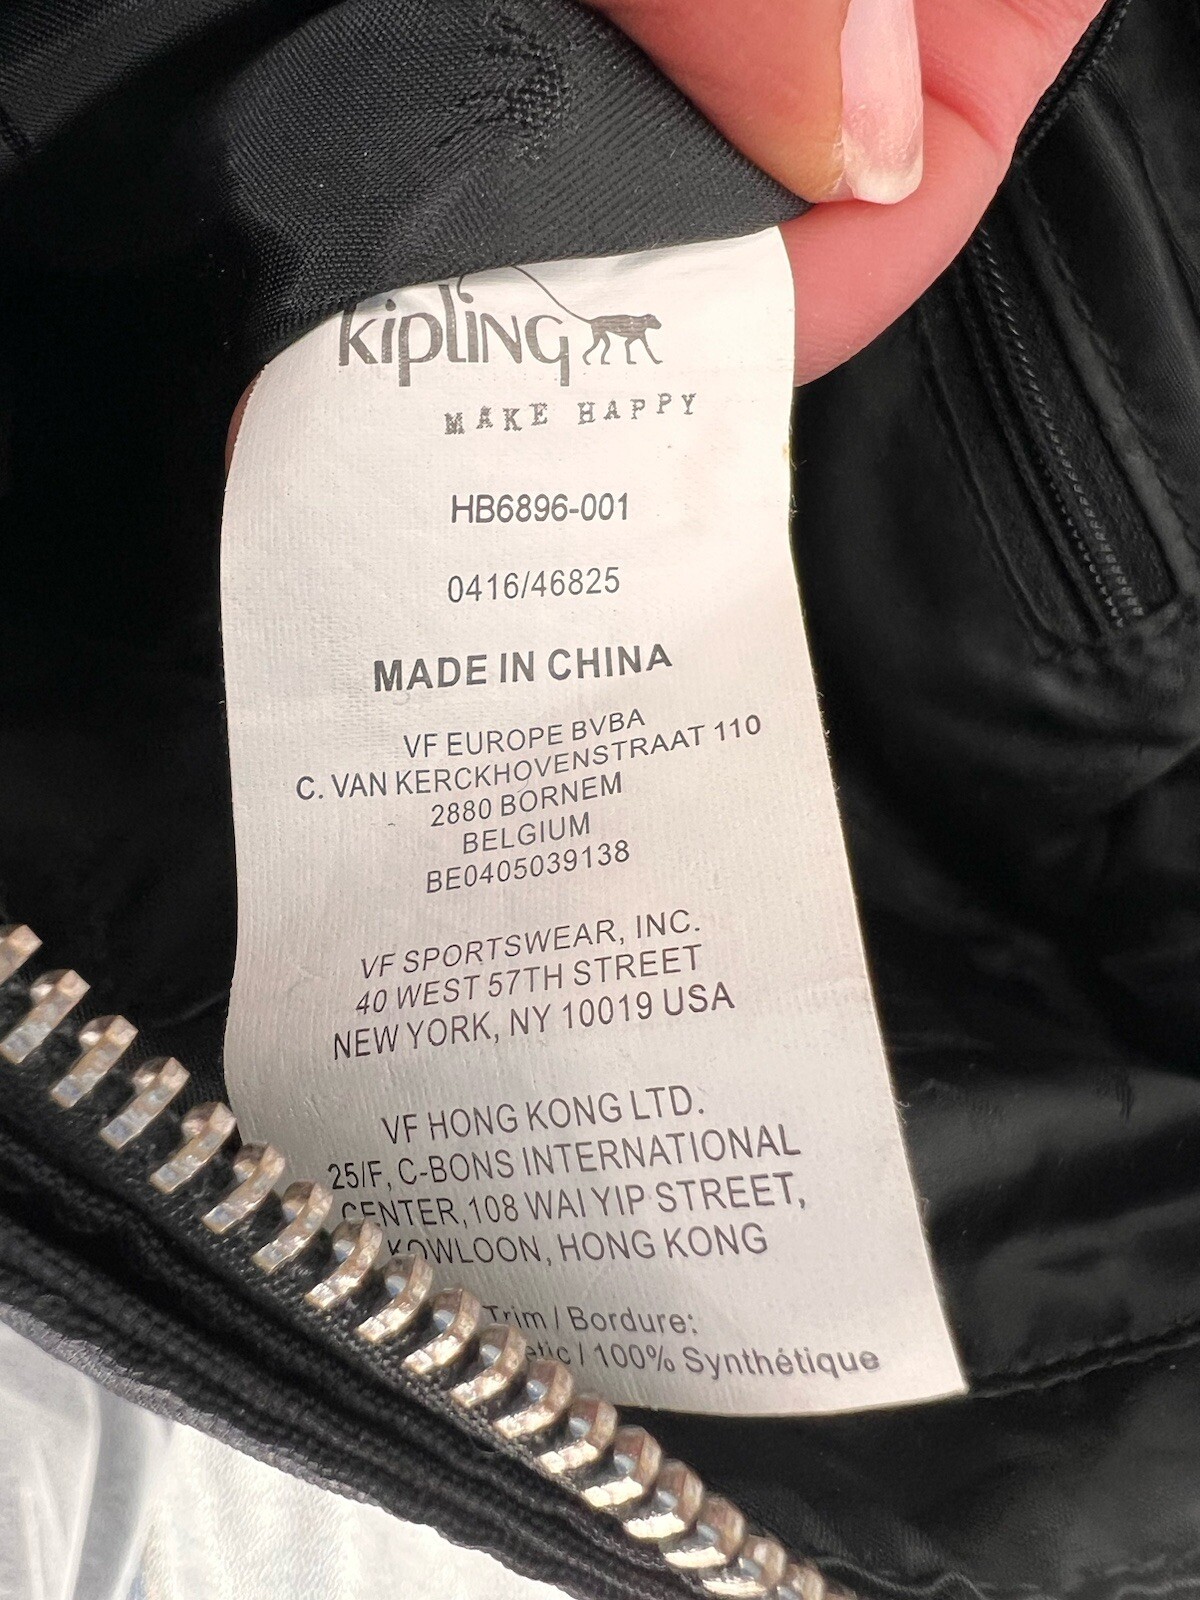 kipling
MAKE HAPPY
HB6896-001
0416/46825
MADE IN CHINA
VF EUROPE BVBA
C. VAN KERCKHOVENSTRAAT 110
2880 BORNEM
BELGIUM
BE0405039138
VF SPORTSWEAR, INC.
40 WEST 57TH STREET
NEW YORK, NY 10019 USA
VF HONG KONG LTD.
25/F, C-BONS INTERNATIONAL
CENTER,108 WAI YIP STREET,
KOWLOON, HONG KONG
Trim / Bordure:
/ 100% Synthétique